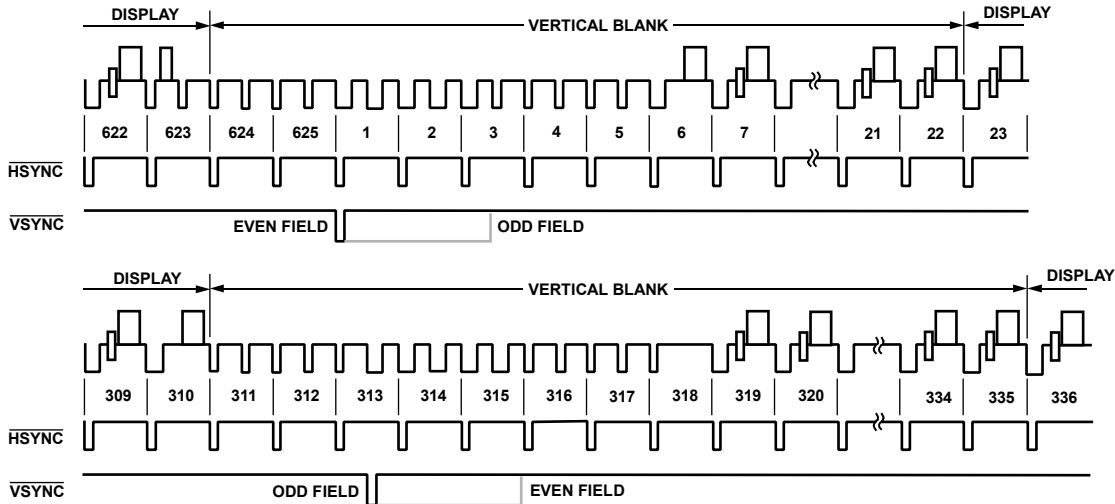 DISPLAY VERTICAL BLANK DISPLAY
622 623 624 625 1 2 3 4 5 6 7 21 22 23
HSYNC
VSYNC
EVEN FIELD ODD FIELD
DISPLAY VERTICAL BLANK DISPLAY
309 310 311 312 313 314 315 316 317 318 319 320 334 335 336
HSYNC
VSYNC
ODD FIELD EVEN FIELD